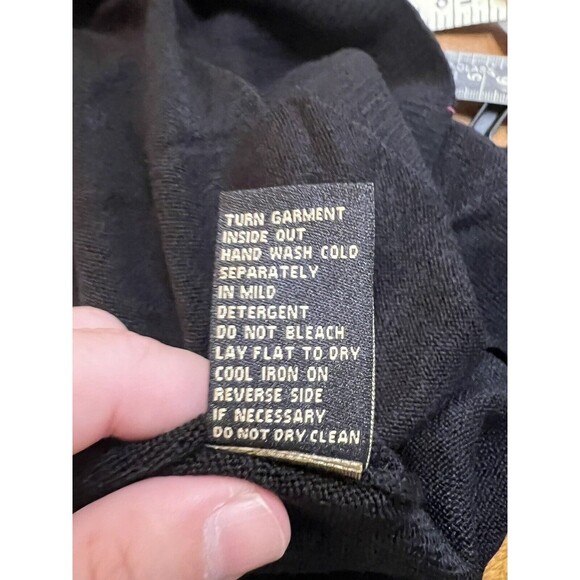 TURN GARMENT
INSIDE OUT
HAND WASH COLD
SEPARATELY
IN MILD
DETERGENT
DO NOT BLEACH
LAY FLAT TO DRY
COOL IRON ON
REVERSE SIDE
IF NECESSARY
DO NOT DRY CLEAN